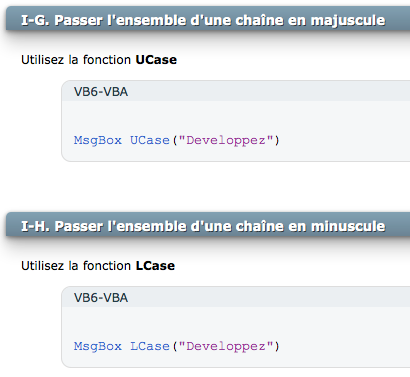 I-G. Passer l'ensemble d'une chaîne en majuscule
Utilisez la fonction UCase
VB6-VBA
MsgBox UCase("Developpez")
I-H. Passer l'ensemble d'une chaîne en minuscule
Utilisez la fonction LCase
VB6-VBA
MsgBox LCase("Developpez")